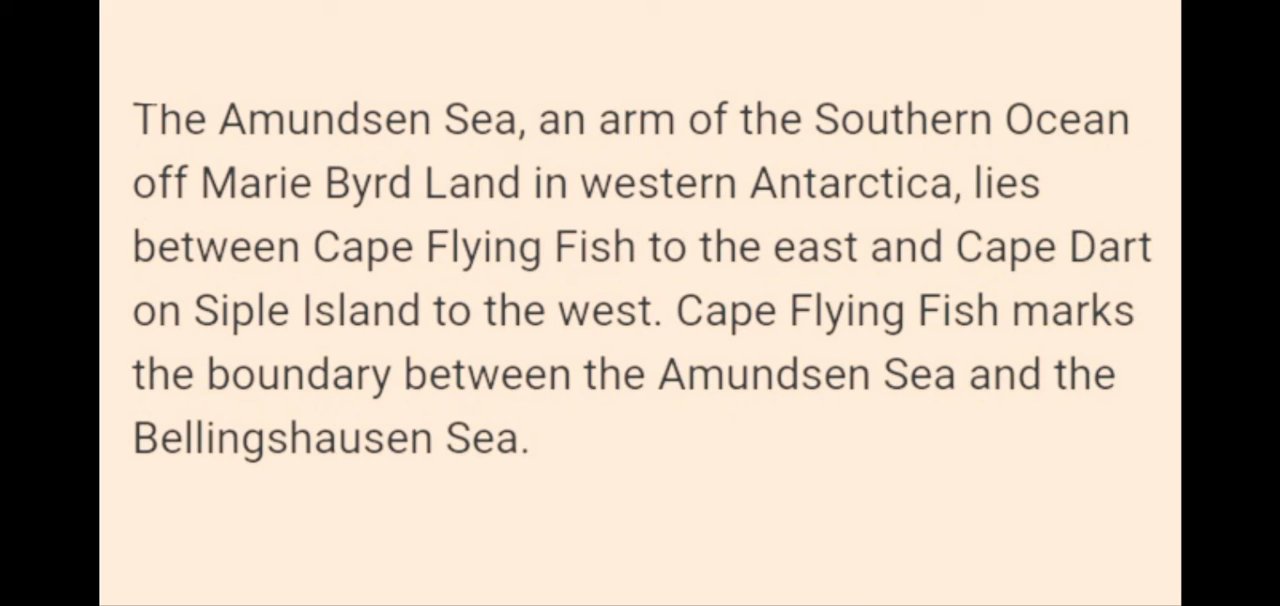 The Amundsen Sea, an arm of the Southern Ocean
off Marie Byrd Land in western Antarctica, lies
between Cape Flying Fish to the east and Cape Dart
on Siple Island to the west. Cape Flying Fish marks
the boundary between the Amundsen Sea and the
Bellingshausen Sea.